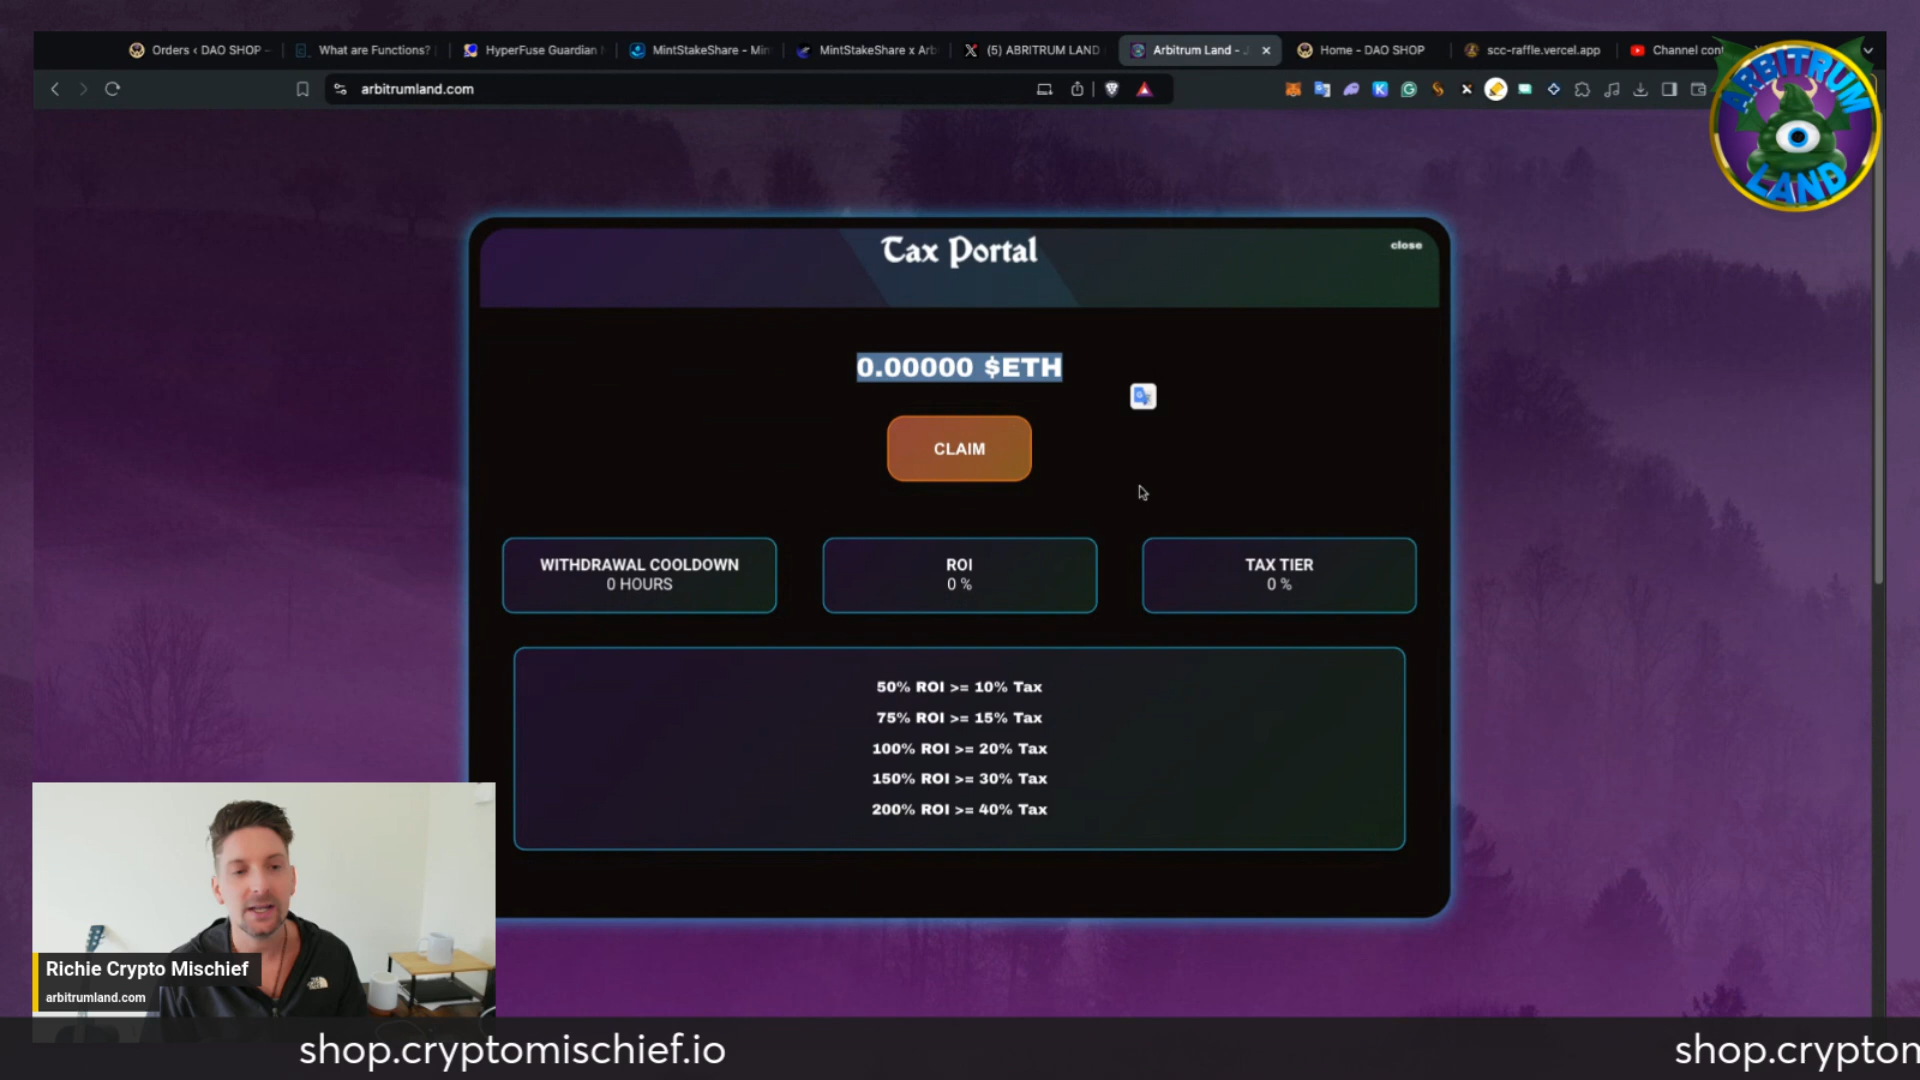 Orders ‹ DAO SHOP –
What are Functions?
HyperFuse Guardian
MintStakeShare - Min
MintStakeShare x Arb
(5) ABRITRUM LAND
Arbitrum Land -
Home - DAO SHOP
scc-raffle.vercel.app
Channel con
arbitrumland.com
ARBITRUM
LAND
Tax Portal
close
0.00000 $ETH
CLAIM
WITHDRAWAL COOLDOWN
0 HOURS
ROI
0 %
TAX TIER
0 %
50% ROI >= 10% Tax
75% ROI >= 15% Tax
100% ROI >= 20% Tax
150% ROI >= 30% Tax
200% ROI >= 40% Tax
Richie Crypto Mischief
arbitrumland.com
shop.cryptomischief.io
shop.crypto